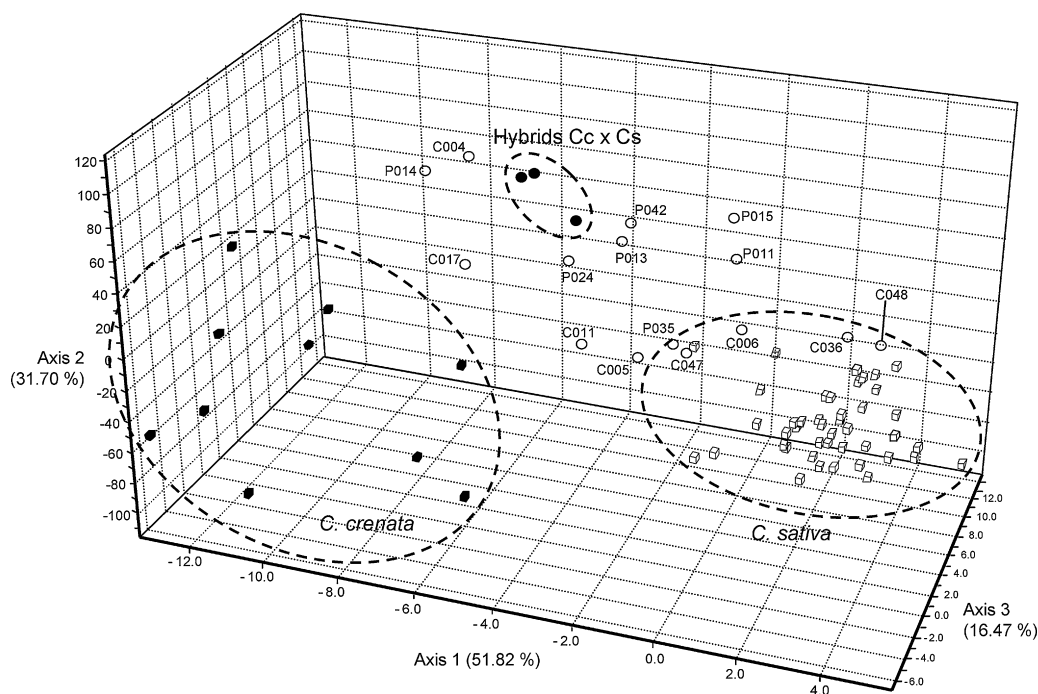 Hybrids Cc x Cs
C004
P014
P042
P015
C017
P024
P013
P011
C048
C011
P035
C006
C036
C005
C047
C. crenata
C. sativa
120
100
80
60
40
20
0
-20
-40
-60
-80
-100
Axis 2
(31.70 %)
-12.0
-10.0
-8.0
-6.0
-4.0
-2.0
0.0
2.0
4.0
Axis 1 (51.82 %)
12.0
10.0
8.0
6.0
4.0
2.0
0.0
-2.0
-4.0
-6.0
Axis 3
(16.47 %)